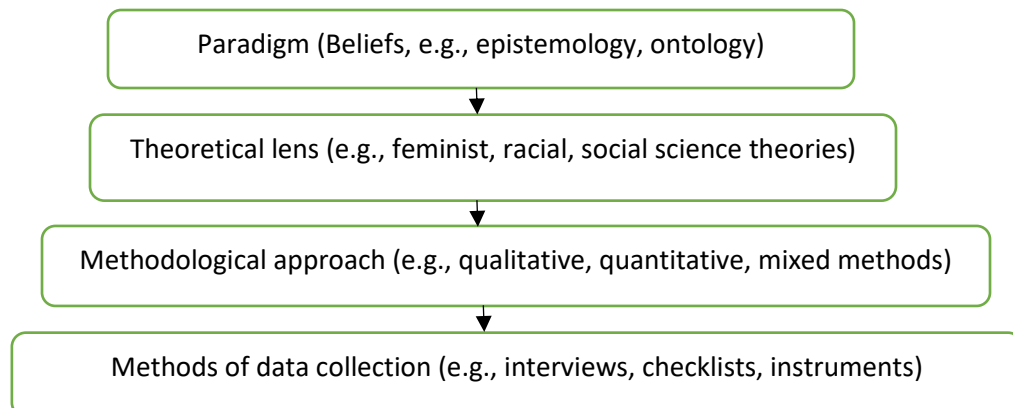 Paradigm (Beliefs, e.g., epistemology, ontology)
Theoretical lens (e.g., feminist, racial, social science theories)
Methodological approach (e.g., qualitative, quantitative, mixed methods)
Methods of data collection (e.g., interviews, checklists, instruments)